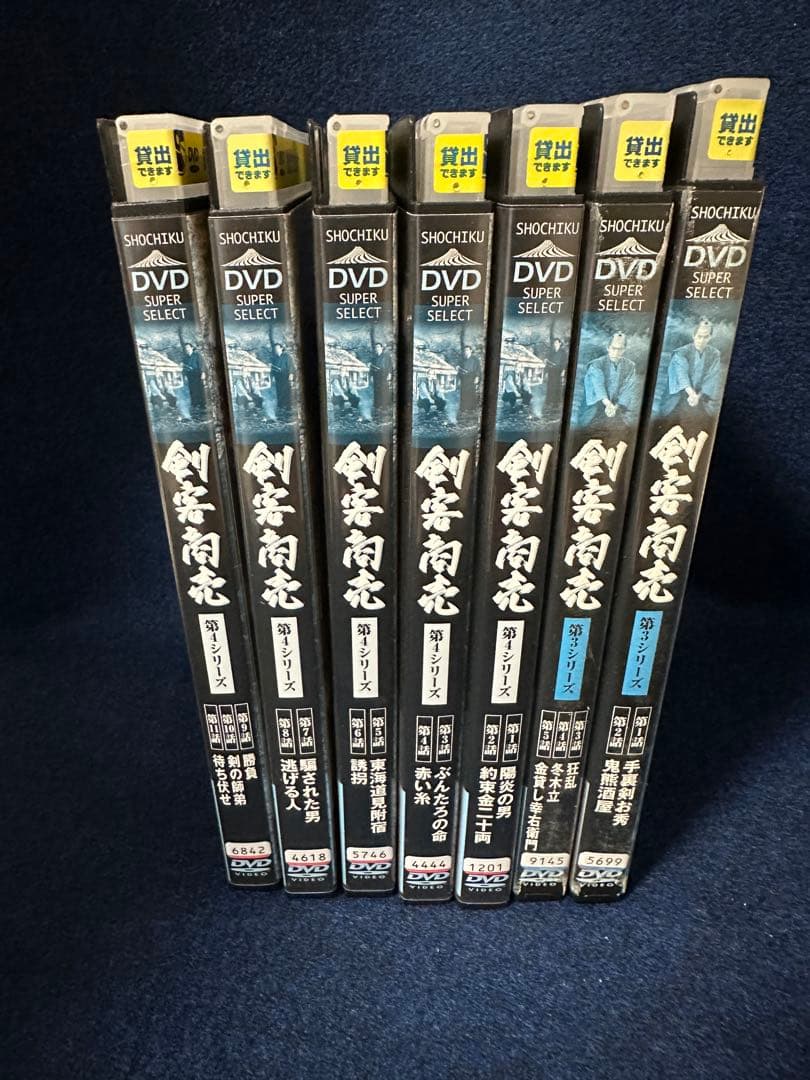 貸出
できます
SHOCHIKU
DVD
SUPER
SELECT
剣客商売
第4シリーズ
第9話 勝負
第10話 剣の師弟
第11話 待ち伏せ
6842
DVD
VIDEO
貸出
できます
SHOCHIKU
DVD
SUPER
SELECT
剣客商売
第4シリーズ
第7話 騙された男
第8話 逃げる人
4618
DVD
VIDEO
貸出
できます
SHOCHIKU
DVD
SUPER
SELECT
剣客商売
第4シリーズ
第5話 東海道見附宿
第6話 誘拐
5746
DVD
VIDEO
貸出
できます
SHOCHIKU
DVD
SUPER
SELECT
剣客商売
第4シリーズ
第3話 ぶんたろの命
第4話 赤い糸
4444
DVD
VIDEO
貸出
できます
SHOCHIKU
DVD
SUPER
SELECT
剣客商売
第4シリーズ
第1話 陽炎の男
第2話 約束金二十両
1201
DVD
VIDEO
貸出
できます
SHOCHIKU
DVD
SUPER
SELECT
剣客商売
第3シリーズ
第3話 狂乱
第4話 冬木立
第5話 金貸し幸右衛門
9145
DVD
VIDEO
貸出
できます
SHOCHIKU
DVD
SUPER
SELECT
剣客商売
第3シリーズ
第1話 手裏剣お秀
第2話 鬼熊酒屋
5699
DVD
VIDEO